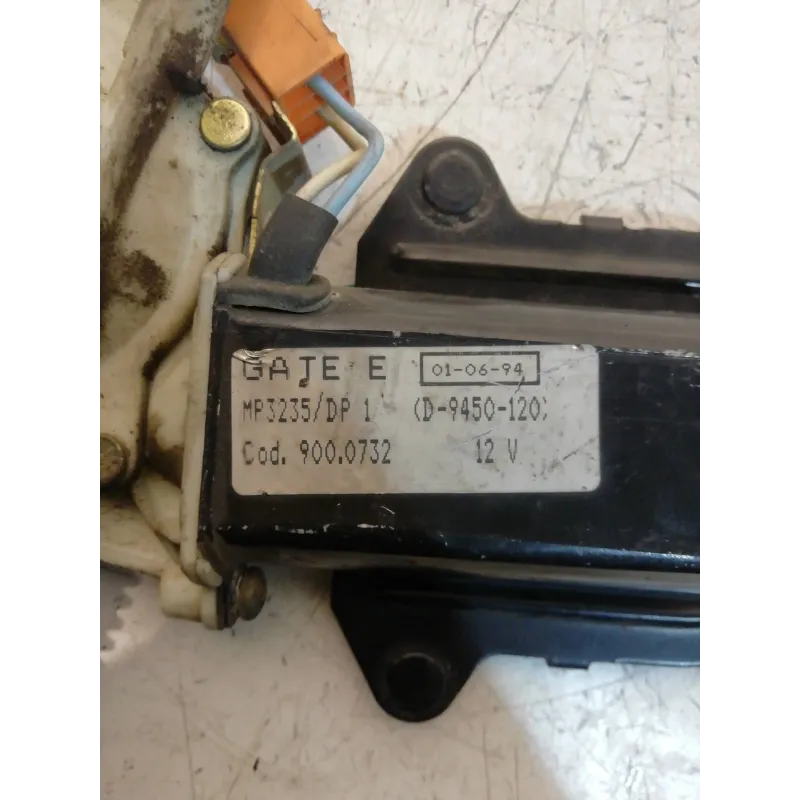 GATE E 01-06-94
MP3235/DP 1 (D-9450-120)
Cod. 900.0732 12 V